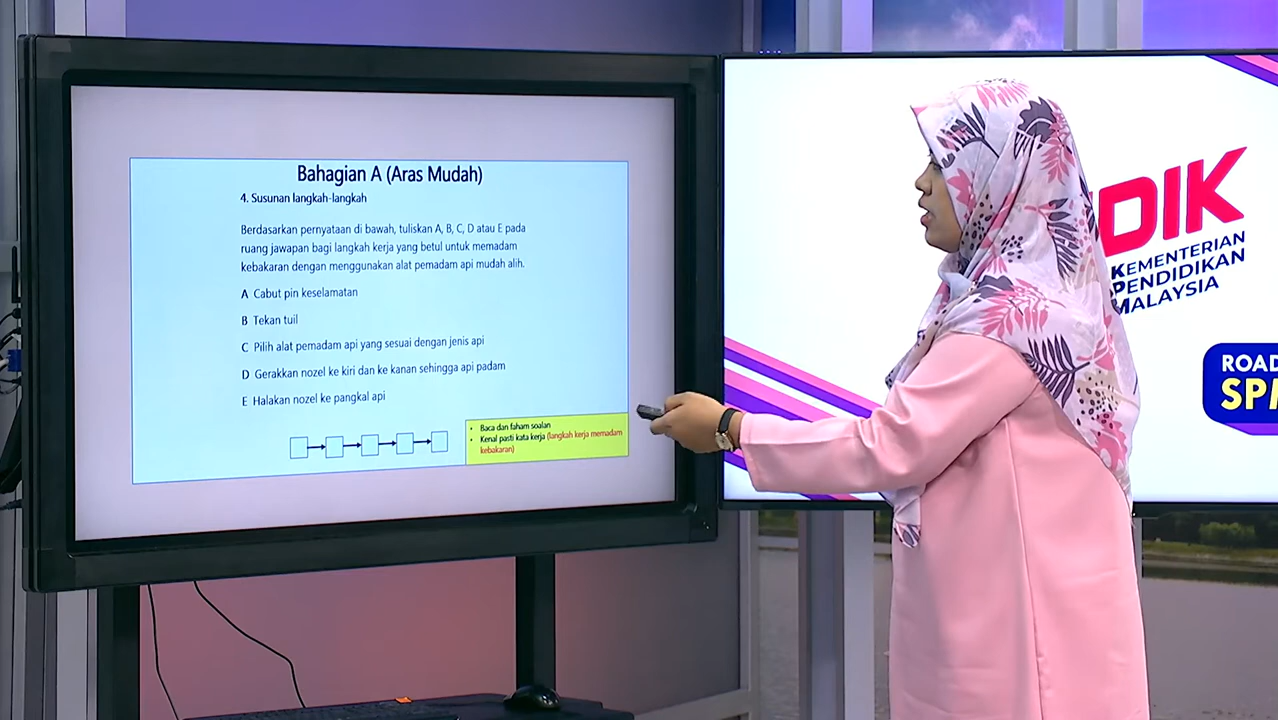 Bahagian A (Aras Mudah)
4. Susunan langkah-langkah
Berdasarkan pernyataan di bawah, tuliskan A, B, C, D atau E pada
ruang jawapan bagi langkah kerja yang betul untuk memadam
kebakaran dengan menggunakan alat pemadam api mudah alih.
A Cabut pin keselamatan
B Tekan tuil
C Pilih alat pemadam api yang sesuai dengan jenis api
D Gerakkan nozel ke kiri dan ke kanan sehingga api padam
E Halakan nozel ke pangkal api
• Baca dan faham soalan
• Kenal pasti kata kerja (langkah kerja memadam
kebakaran)
KEMENTERIAN
PENDIDIKAN
MALAYSIA